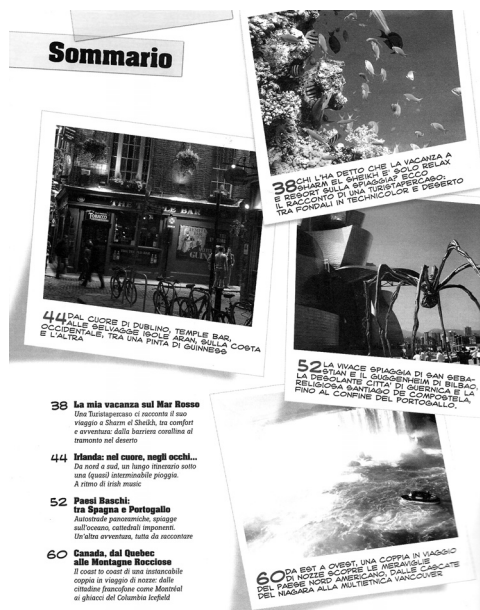 Sommario
38 CHI L'HA DETTO CHE LA VACANZA A
SHARM EL SHEIKH E' SOLO RELAX
E RESORT SULLA SPIAGGIA? ECCO
IL RACCONTO DI UNA TURISTAPERCASO:
TRA FONDALI IN TECHNICOLOR E DESERTO
TEMPLE BAR
44 DAL CUORE DI DUBLINO, TEMPLE BAR,
ALLE SELVAGGE ISOLE ARAN, SULLA COSTA
OCCIDENTALE, TRA UNA PINTA DI GUINNESS
E L'ALTRA
52 LA VIVACE SPIAGGIA DI SAN SEBA-
STIAN E IL GUGGENHEIM DI BILBAO,
LA DESOLANTE CITTA' DI GUERNICA E LA
RELIGIOSA SANTIAGO DE COMPOSTELA,
FINO AL CONFINE DEL PORTOGALLO.
38 La mia vacanza sul Mar Rosso
Una Turistapercaso ci racconta il suo
viaggio a Sharm el Sheikh, tra comfort
e avventura: dalla barriera corallina al
tramonto nel deserto
44 Irlanda: nel cuore, negli occhi...
Da nord a sud, un lungo itinerario sotto
una (quasi) interminabile pioggia.
A ritmo di irish music
52 Paesi Baschi:
tra Spagna e Portogallo
Autostrade panoramiche, spiagge
sull'oceano, cattedrali imponenti.
Un'altra avventura, tutta da raccontare
60 Canada, dal Quebec
alle Montagne Rocciose
Il coast to coast di una instancabile
coppia in viaggio di nozze: dalle
cittadine francofone come Montréal
ai ghiacci del Columbia Icefield
60 DA EST A OVEST, UNA COPPIA IN VIAGGIO
DI NOZZE SCOPRE LE MERAVIGLIE
DEL PAESE NORD AMERICANO, DALLE CASCATE
DEL NIAGARA ALLA MULTIETNICA VANCOUVER